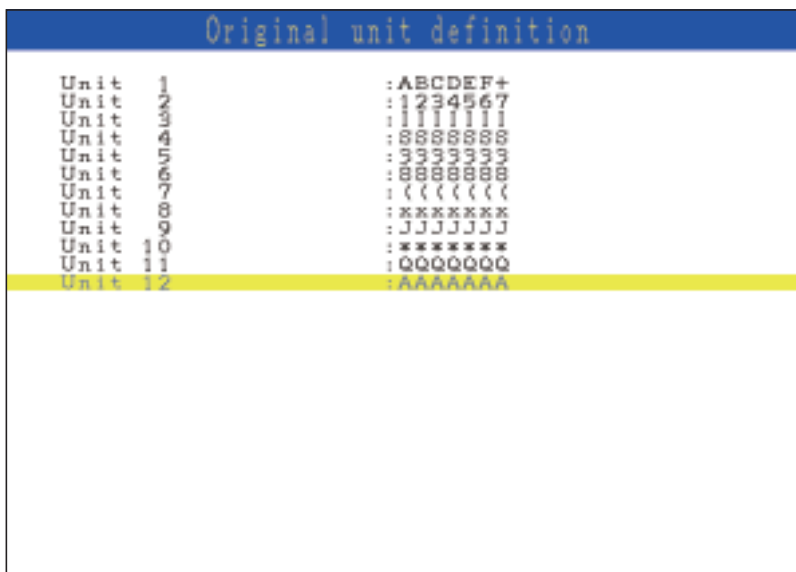 Original unit definition
Unit 1 :ABCDEF+
Unit 2 :1234567
Unit 3 :IIIIIII
Unit 4 :8888888
Unit 5 :3333333
Unit 6 :8888888
Unit 7 :(((((((
Unit 8 :xxxxxxx
Unit 9 :JJJJJJJ
Unit 10 :*******
Unit 11 :QQQQQQQ
Unit 12 :AAAAAAA